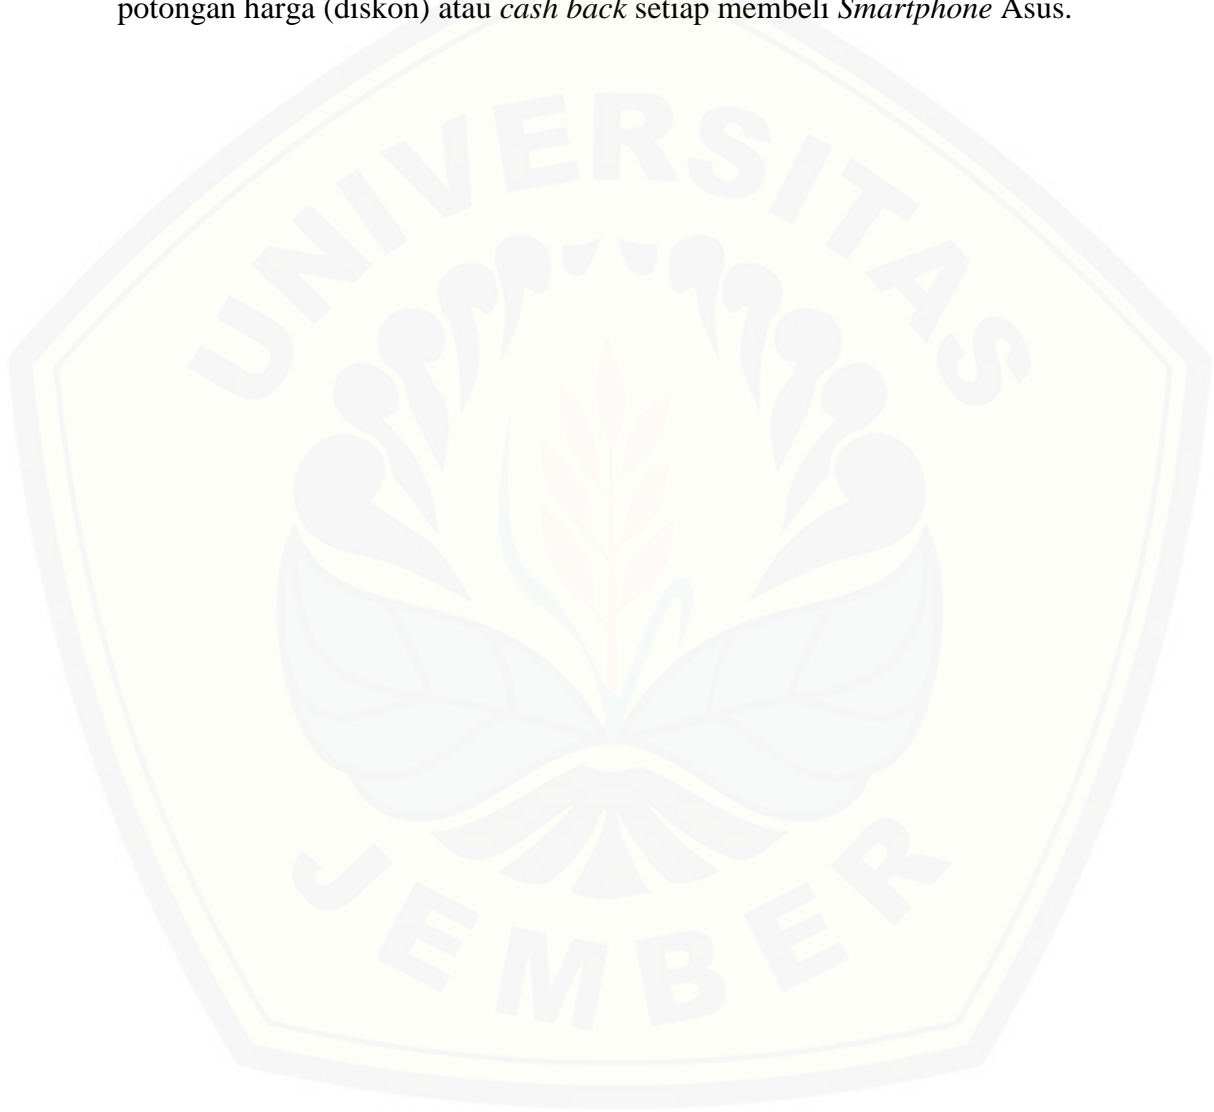 potongan harga (diskon) atau cash back setiap membeli Smartphone Asus.
UNIVERSITAS
JEMBER